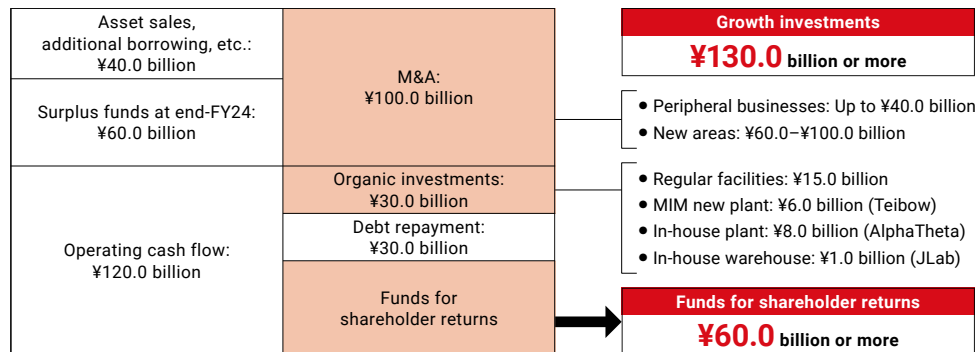 Asset sales,
additional borrowing, etc.:
¥40.0 billion
Surplus funds at end-FY24:
¥60.0 billion
Operating cash flow:
¥120.0 billion
M&A:
¥100.0 billion
Organic investments:
¥30.0 billion
Debt repayment:
¥30.0 billion
Funds for
shareholder returns
Growth investments
¥130.0 billion or more
● Peripheral businesses: Up to ¥40.0 billion
● New areas: ¥60.0–¥100.0 billion
● Regular facilities: ¥15.0 billion
● MIM new plant: ¥6.0 billion (Teibow)
● In-house plant: ¥8.0 billion (AlphaTheta)
● In-house warehouse: ¥1.0 billion (JLab)
Funds for shareholder returns
¥60.0 billion or more